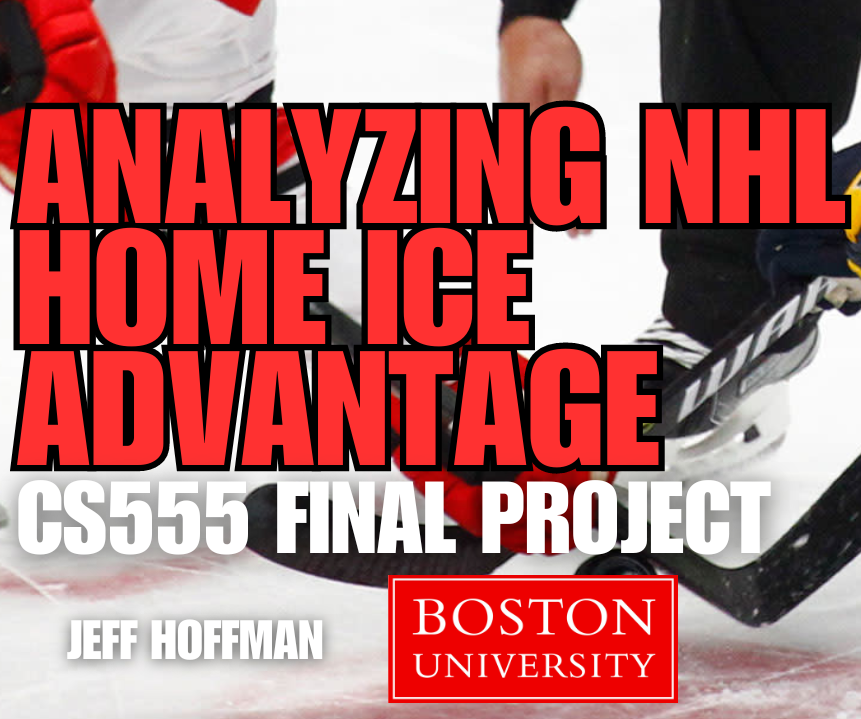 ANALYZING NHL
HOME ICE
ADVANTAGE
CS555 FINAL PROJECT
JEFF HOFFMAN
BOSTON
UNIVERSITY